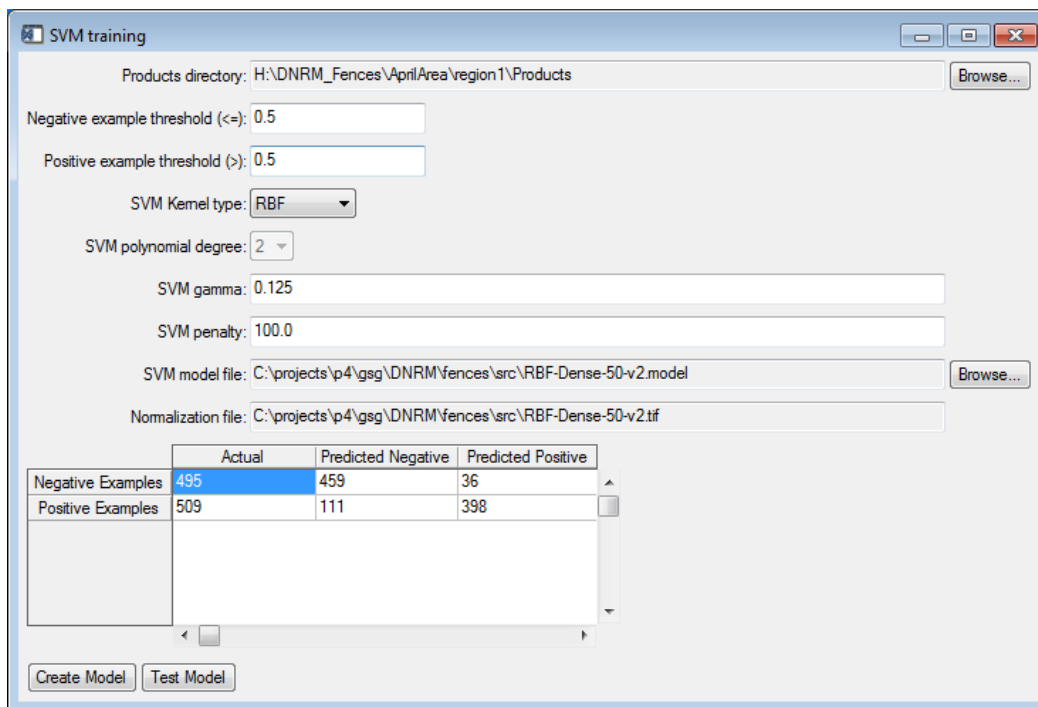 SVM training
Products directory: H:\DNRM_Fences\AprilArea\region1\Products Browse...
Negative example threshold (<=): 0.5
Positive example threshold (>): 0.5
SVM Kernel type: RBF
SVM polynomial degree: 2
SVM gamma: 0.125
SVM penalty: 100.0
SVM model file: C:\projects\p4\gsg\DNRM\fences\src\RBF-Dense-50-v2.model Browse...
Normalization file: C:\projects\p4\gsg\DNRM\fences\src\RBF-Dense-50-v2.tif
Actual Predicted Negative Predicted Positive
Negative Examples 495 459 36
Positive Examples 509 111 398
Create Model Test Model